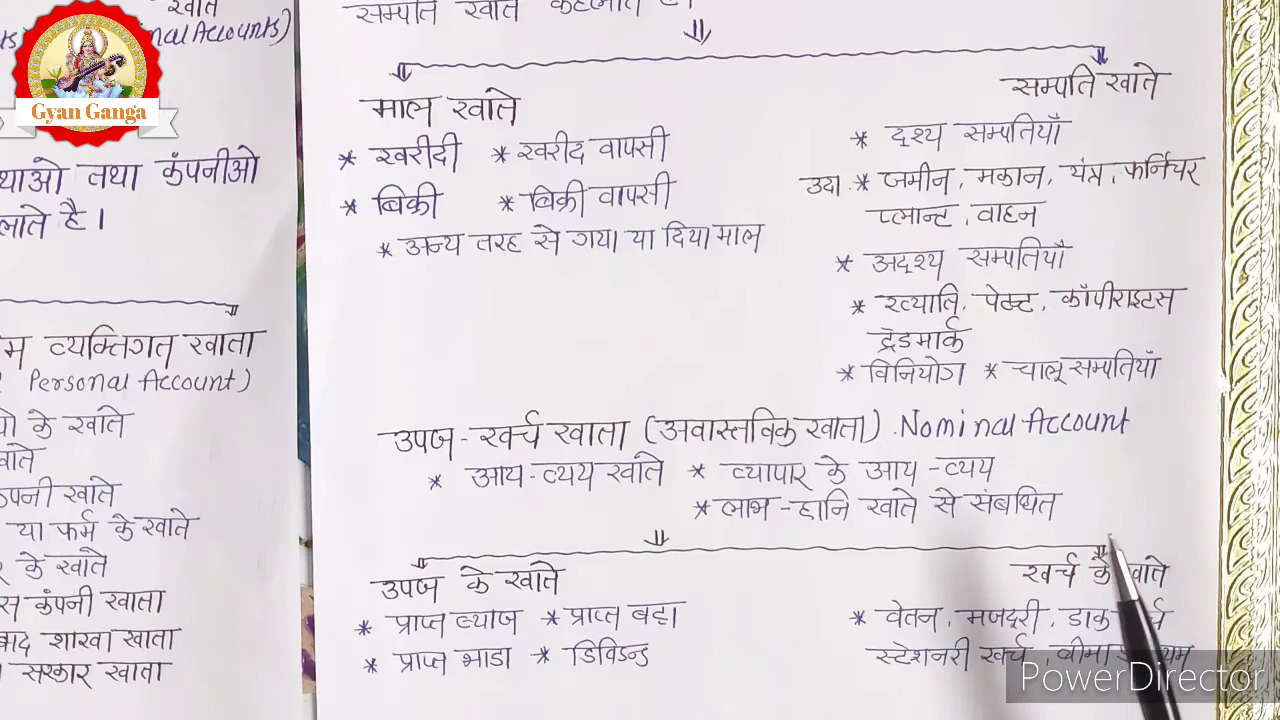 खाते
nal Accounts)
Gyan Ganga
थाओ तथा कंपनीओ
लाते है।
म व्यक्तिगत खाता
Personal Account)
के खाते
कंपनी खाते
या फर्म के खाते
के खाते
स कंपनी खाता
बाद शाखा खाता
सरकार खाता
सम्पति खाते कहलाते है।
माल खाते
* खरीदी * खरीद वापसी
* बिक्री * बिक्री वापसी
* अन्य तरह से गया या दिया माल
सम्पति खाते
* दृश्य सम्पतियाँ
उदा. * जमीन, मकान, यंत्र, फर्निचर
प्लान्ट, वाहन
* अदृश्य सम्पतियाँ
* ख्याति, पेटन्ट, कॉपीराइटस
ट्रेडमार्क
* विनियोग * चालू सम्पतियाँ
उपज - खर्च खाता (अवास्तविक खाता) . Nominal Account
* आय - व्यय खाते * व्यापार के आय - व्यय
* लाभ - हानि खाते से संबधित
उपज के खाते
* प्राप्त ब्याज * प्राप्त बट्टा
* प्राप्त भाडा * डिविडन्ड
खर्च के खाते
* वेतन, मजदूरी, डाक
स्टेशनरी खर्च, बीमा
PowerDirector